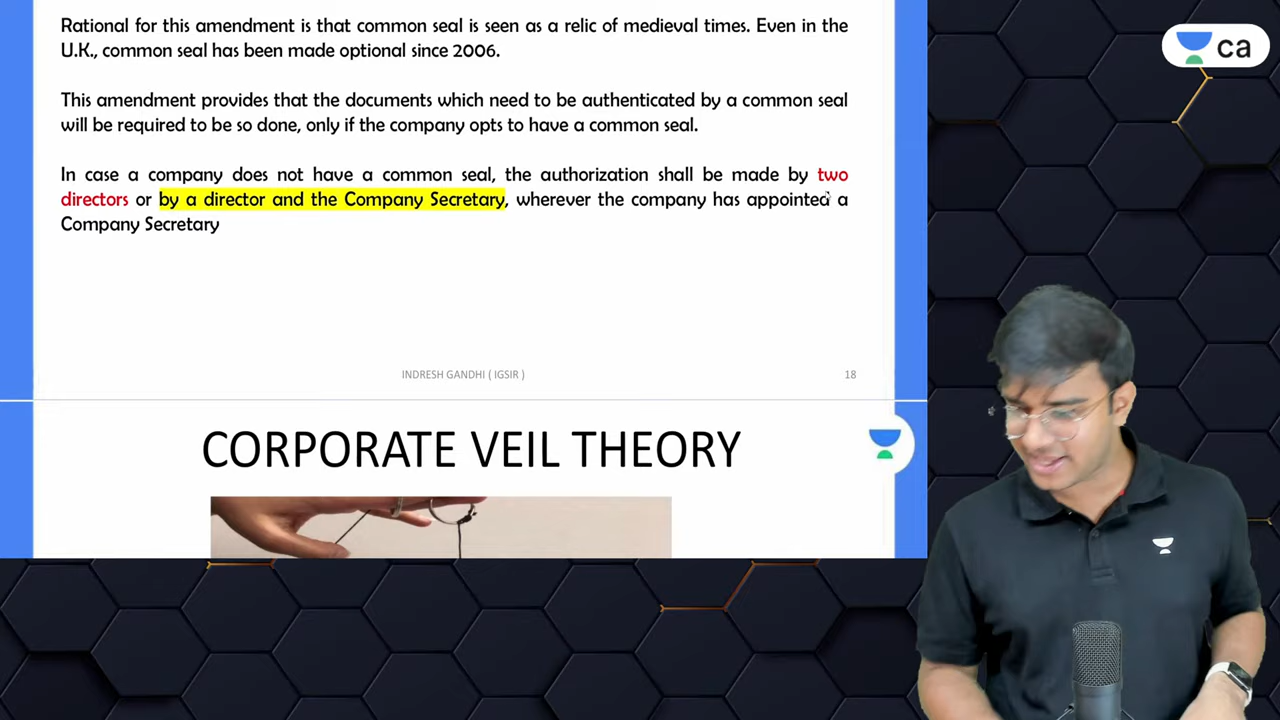 Rational for this amendment is that common seal is seen as a relic of medieval times. Even in the
U.K., common seal has been made optional since 2006.
This amendment provides that the documents which need to be authenticated by a common seal
will be required to be so done, only if the company opts to have a common seal.
In case a company does not have a common seal, the authorization shall be made by two
directors or by a director and the Company Secretary, wherever the company has appointed a
Company Secretary
INDRESH GANDHI ( IGSIR )
18
CORPORATE VEIL THEORY
ca